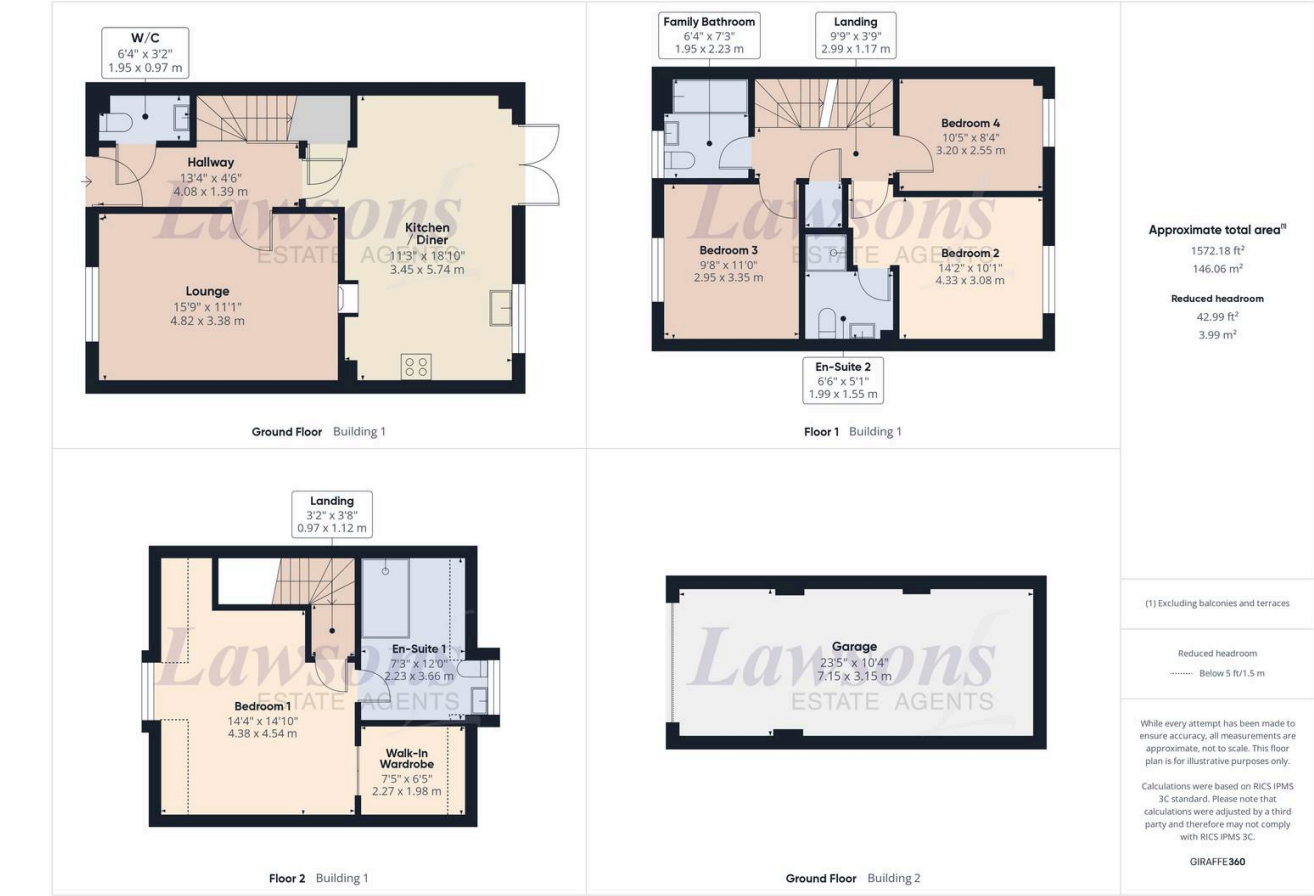 W/C
6'4" x 3'2"
1.95 x 0.97 m
Hallway
13'4" x 4'6"
4.08 x 1.39 m
Kitchen
/ Diner
11'3" x 18'10"
3.45 x 5.74 m
Lounge
15'9" x 11'1"
4.82 x 3.38 m
Lawsons
ESTATE AGENTS
Ground Floor Building 1
Family Bathroom
6'4" x 7'3"
1.95 x 2.23 m
Landing
9'9" x 3'9"
2.99 x 1.17 m
Bedroom 4
10'5" x 8'4"
3.20 x 2.55 m
Bedroom 3
9'8" x 11'0"
2.95 x 3.35 m
Bedroom 2
14'2" x 10'1"
4.33 x 3.08 m
En-Suite 2
6'6" x 5'1"
1.99 x 1.55 m
Lawsons
ESTATE AGENTS
Floor 1 Building 1
Landing
3'2" x 3'8"
0.97 x 1.12 m
En-Suite 1
7'3" x 12'0"
2.23 x 3.66 m
Bedroom 1
14'4" x 14'10"
4.38 x 4.54 m
Walk-In
Wardrobe
7'5" x 6'5"
2.27 x 1.98 m
Lawsons
ESTATE AGENTS
Floor 2 Building 1
Garage
23'5" x 10'4"
7.15 x 3.15 m
Lawsons
ESTATE AGENTS
Ground Floor Building 2
Approximate total area(1)
1572.18 ft²
146.06 m²
Reduced headroom
42.99 ft²
3.99 m²
(1) Excluding balconies and terraces
Reduced headroom
Below 5 ft/1.5 m
While every attempt has been made to
ensure accuracy, all measurements are
approximate, not to scale. This floor
plan is for illustrative purposes only.
Calculations were based on RICS IPMS
3C standard. Please note that
calculations were adjusted by a third
party and therefore may not comply
with RICS IPMS 3C.
GIRAFFE360